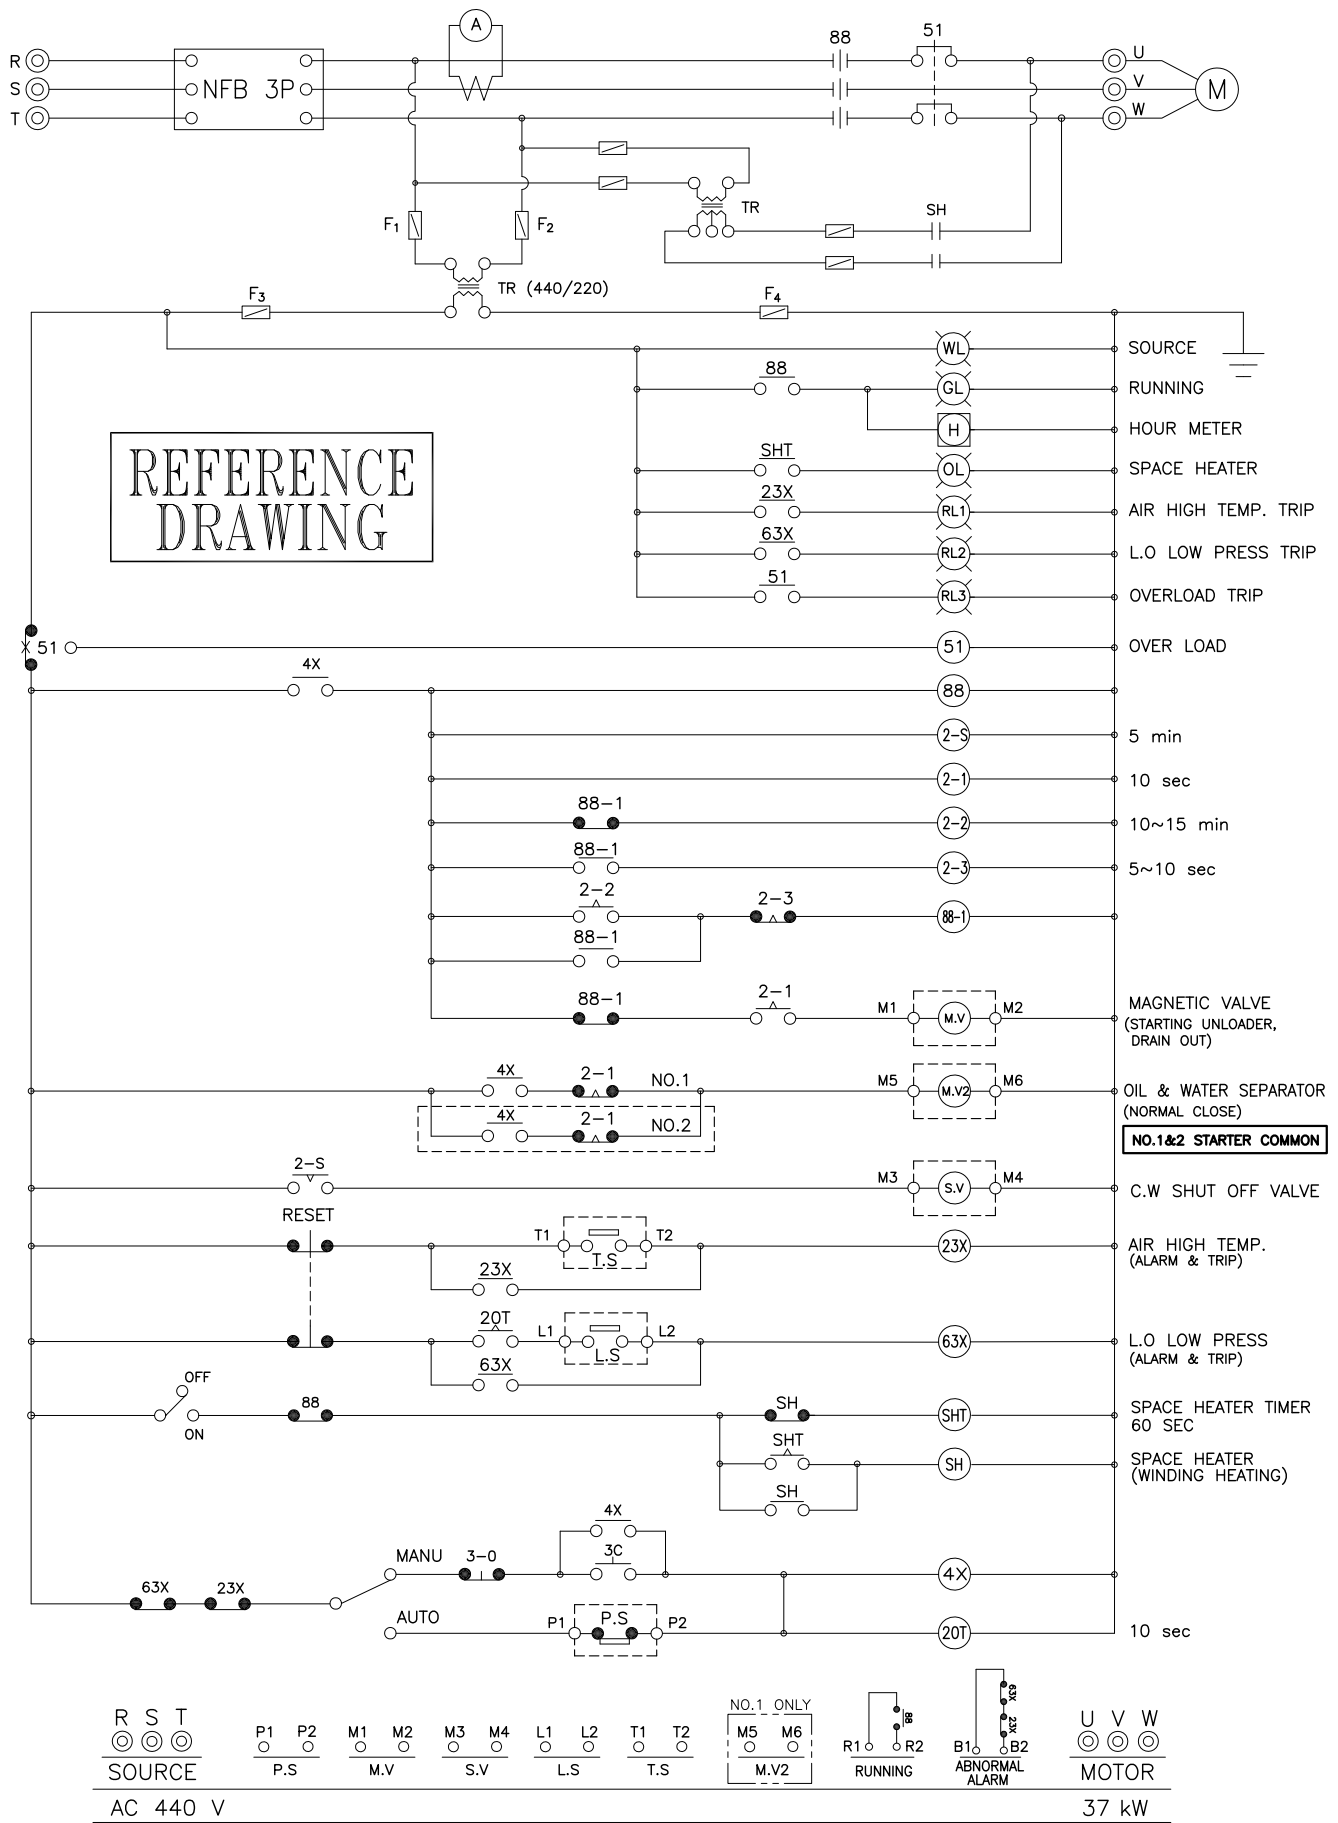 A
88
51
R
U
S
NFB 3P
V
M
T
W
TR
SH
F1
F2
TR (440/220)
F3
F4
WL
SOURCE
88
GL
RUNNING
H
HOUR METER
REFERENCE
DRAWING
SHT
OL
SPACE HEATER
23X
RL1
AIR HIGH TEMP. TRIP
63X
RL2
L.O LOW PRESS TRIP
51
RL3
OVERLOAD TRIP
51
51
OVER LOAD
4X
88
2-S
5 min
2-1
10 sec
88-1
2-2
10~15 min
88-1
2-3
5~10 sec
2-2
2-3
88-1
88-1
88-1
2-1
M1
M.V
M2
MAGNETIC VALVE
(STARTING UNLOADER,
DRAIN OUT)
4X
2-1
NO.1
M5
M.V2
M6
OIL & WATER SEPARATOR
(NORMAL CLOSE)
4X
2-1
NO.2
NO.1&2 STARTER COMMON
2-S
M3
S.V
M4
C.W SHUT OFF VALVE
RESET
T1
T.S
T2
23X
AIR HIGH TEMP.
(ALARM & TRIP)
23X
20T
L1
L.S
L2
63X
L.O LOW PRESS
(ALARM & TRIP)
63X
OFF
ON
88
SH
SHT
SPACE HEATER TIMER
60 SEC
SHT
SH
SPACE HEATER
(WINDING HEATING)
SH
4X
MANU
3-0
3C
4X
63X
23X
AUTO
P1
P.S
P2
20T
10 sec
R S T
SOURCE
P1 P2
P.S
M1 M2
M.V
M3 M4
S.V
L1 L2
L.S
T1 T2
T.S
NO.1 ONLY
M5 M6
M.V2
88
R1 R2
RUNNING
63X
23X
B1 B2
ABNORMAL
ALARM
U V W
MOTOR
AC 440 V
37 kW